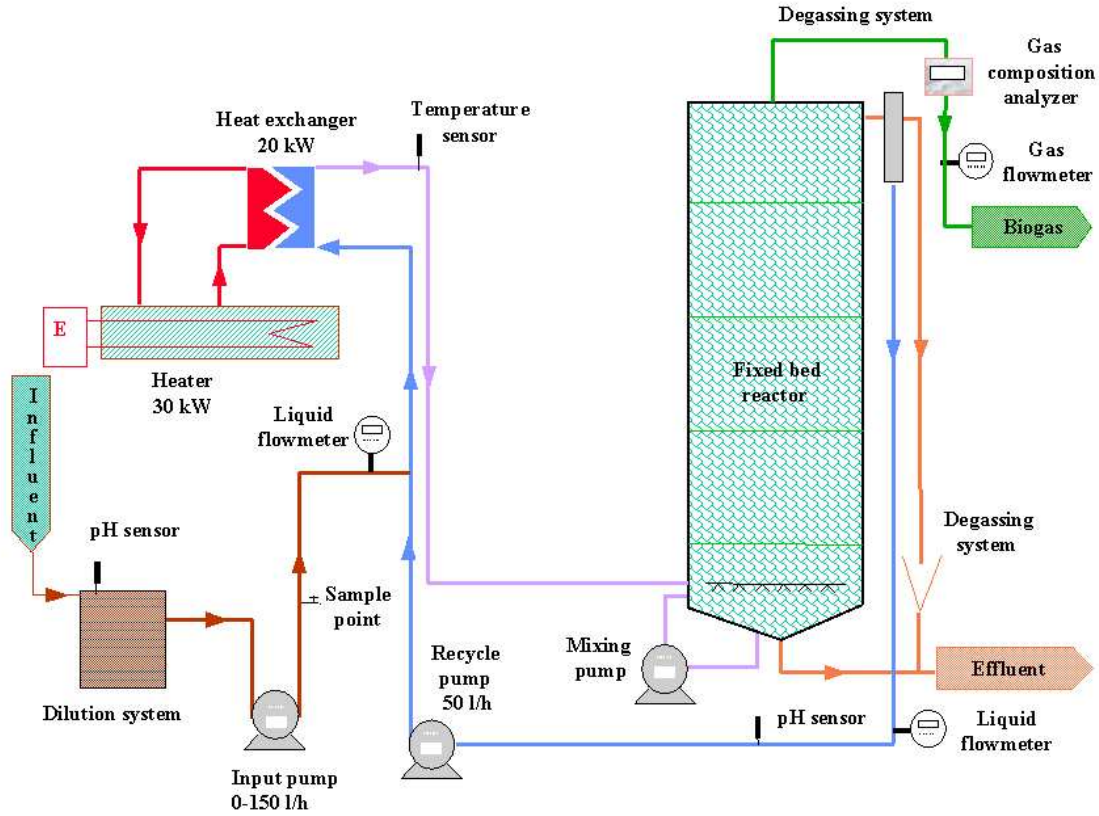 Degassing system
Gas
composition
analyzer
Temperature
sensor
Heat exchanger
20 kW
Gas
flowmeter
Biogas
E
Heater
30 kW
Fixed bed
reactor
Influent
Liquid
flowmeter
pH sensor
Degassing
system
Sample
point
Mixing
pump
Recycle
pump
50 l/h
Effluent
Dilution system
pH sensor
Liquid
flowmeter
Input pump
0-150 l/h